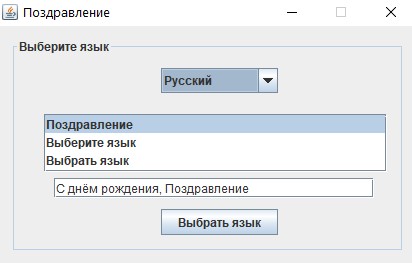 Поздравление
Выберите язык
Русский
Поздравление
Выберите язык
Выбрать язык
С днём рождения, Поздравление
Выбрать язык